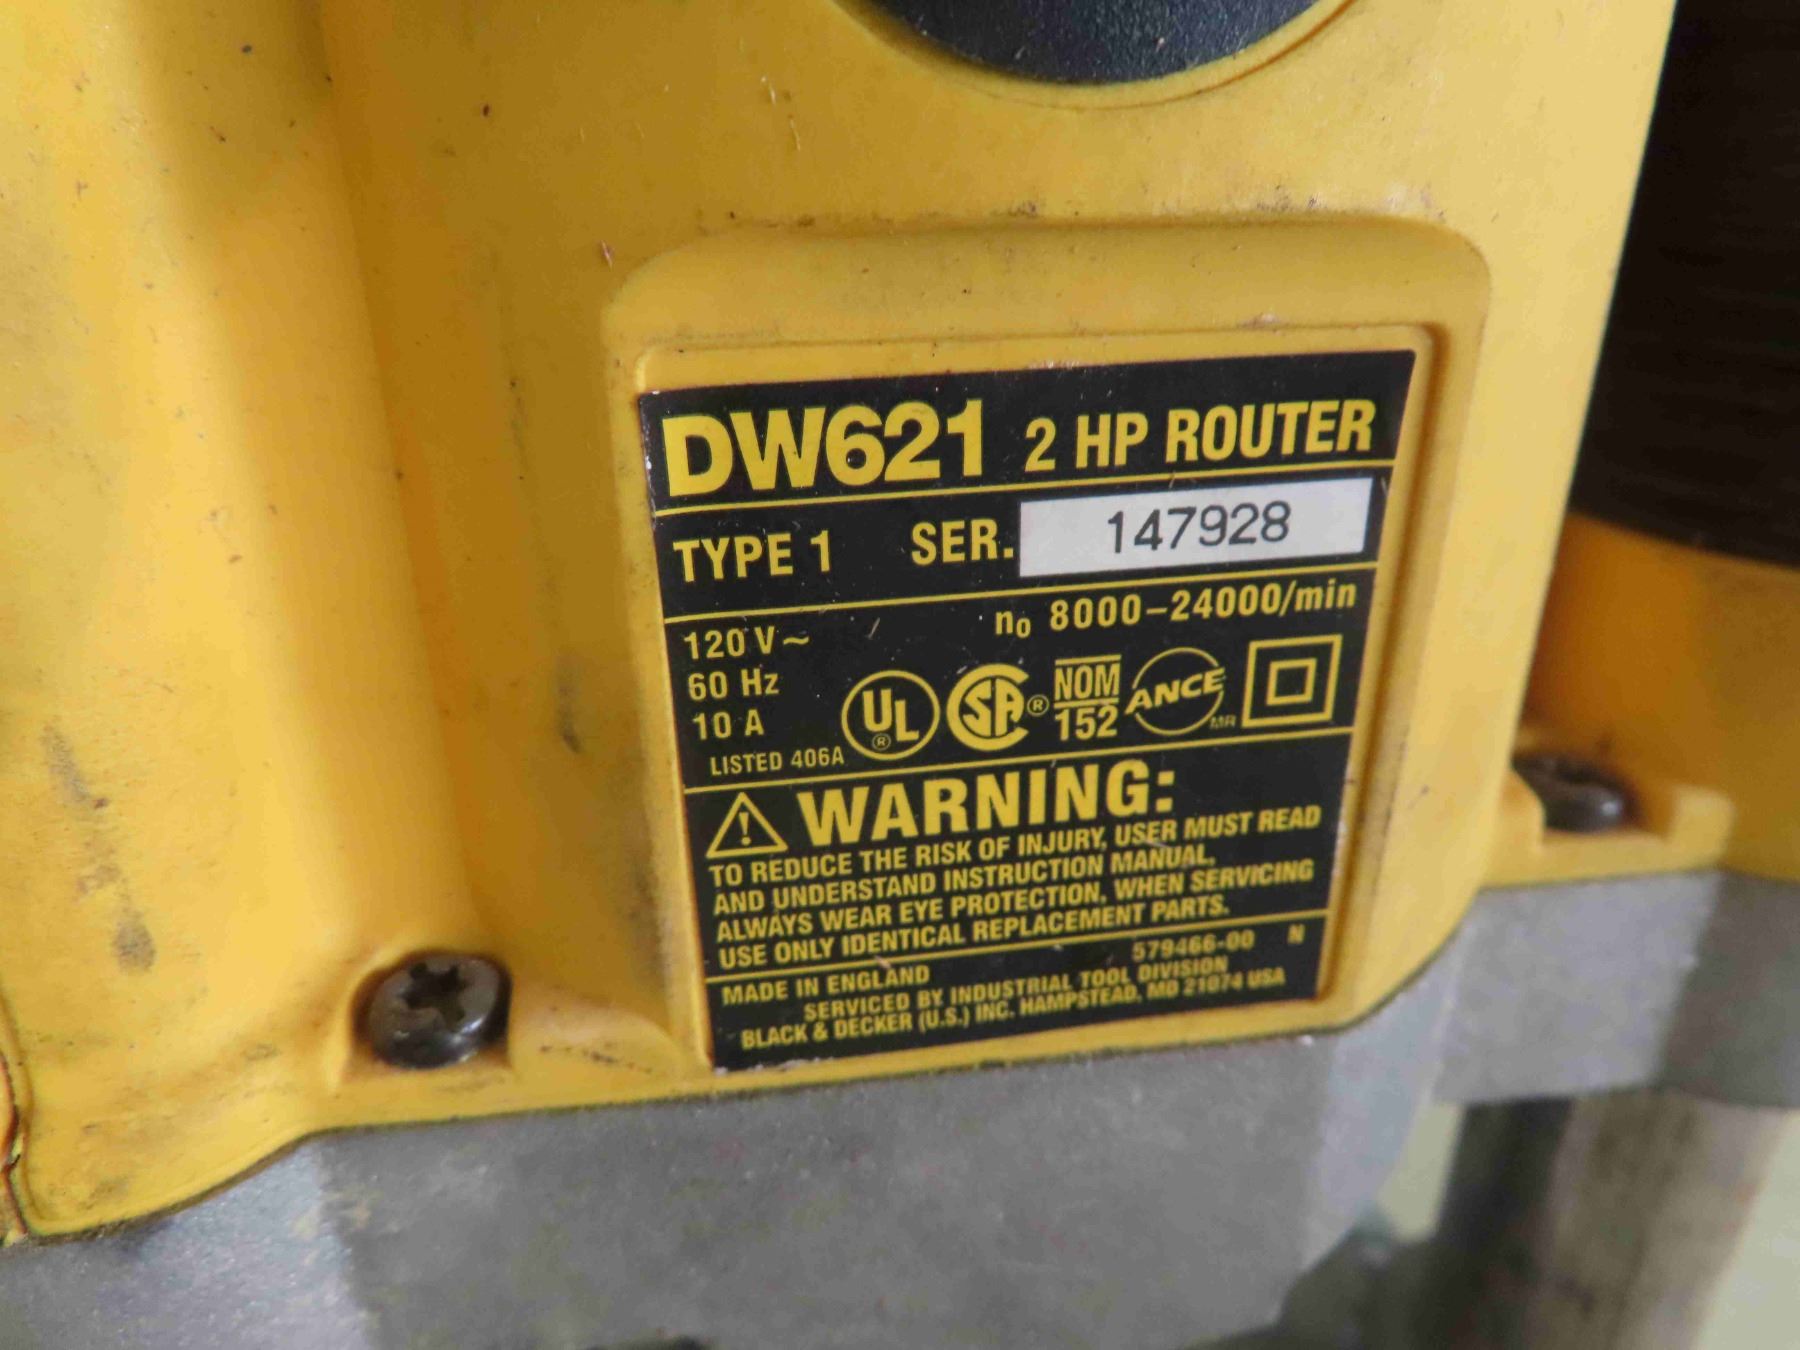 DW621 2 HP ROUTER
TYPE 1 SER. 147928
120 V ~ n₀ 8000–24000/min
60 Hz
10 A
UL® CSA® NOM 152 ANCE MR
LISTED 406A
WARNING:
TO REDUCE THE RISK OF INJURY, USER MUST READ
AND UNDERSTAND INSTRUCTION MANUAL,
ALWAYS WEAR EYE PROTECTION, WHEN SERVICING
USE ONLY IDENTICAL REPLACEMENT PARTS.
579466-00 N
MADE IN ENGLAND
SERVICED BY INDUSTRIAL TOOL DIVISION
BLACK & DECKER (U.S.) INC. HAMPSTEAD, MD 21074 USA